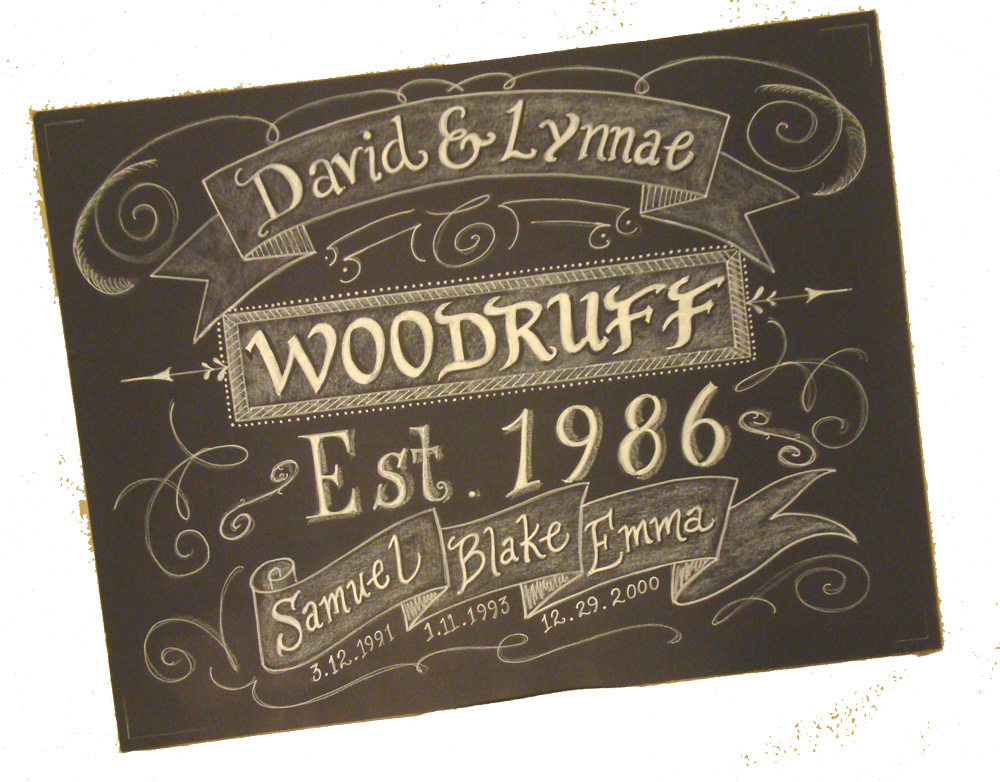 David & Lynnae
WOODRUFF
Est. 1986
Samuel Blake Emma
3.12.1991 1.11.1993 12.29.2000